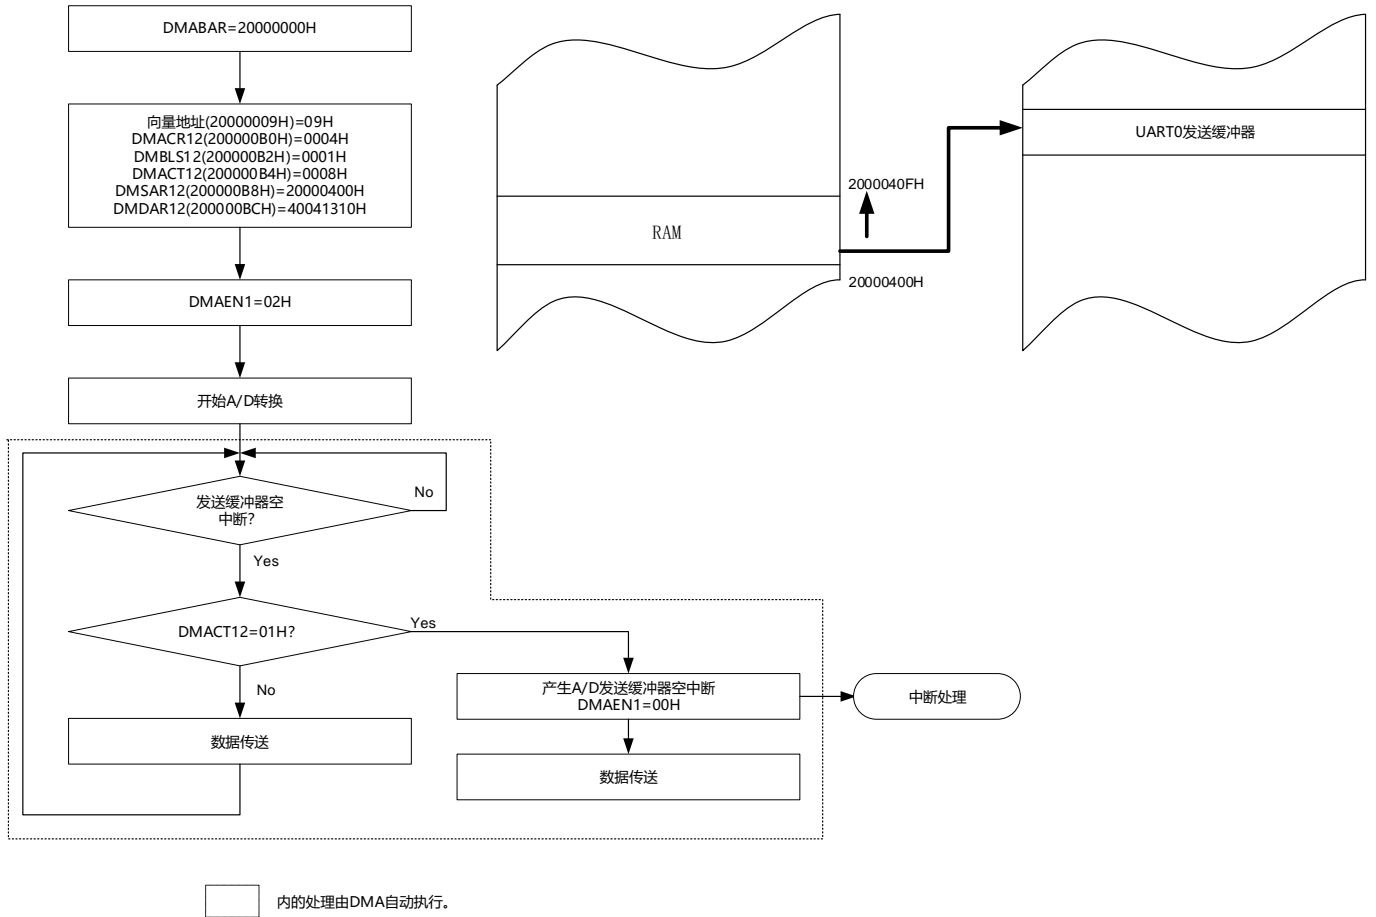 DMABAR=20000000H
向量地址(20000009H)=09H
DMACR12(200000B0H)=0004H
DMBLS12(200000B2H)=0001H
DMACT12(200000B4H)=0008H
DMSAR12(200000B8H)=20000400H
DMDAR12(200000BCH)=40041310H
DMAEN1=02H
开始A/D转换
发送缓冲器空
中断?
No
Yes
DMACT12=01H?
Yes
No
数据传送
产生A/D发送缓冲器空中断
DMAEN1=00H
数据传送
中断处理
RAM
2000040FH
20000400H
UART0发送缓冲器
内的处理由DMA自动执行。